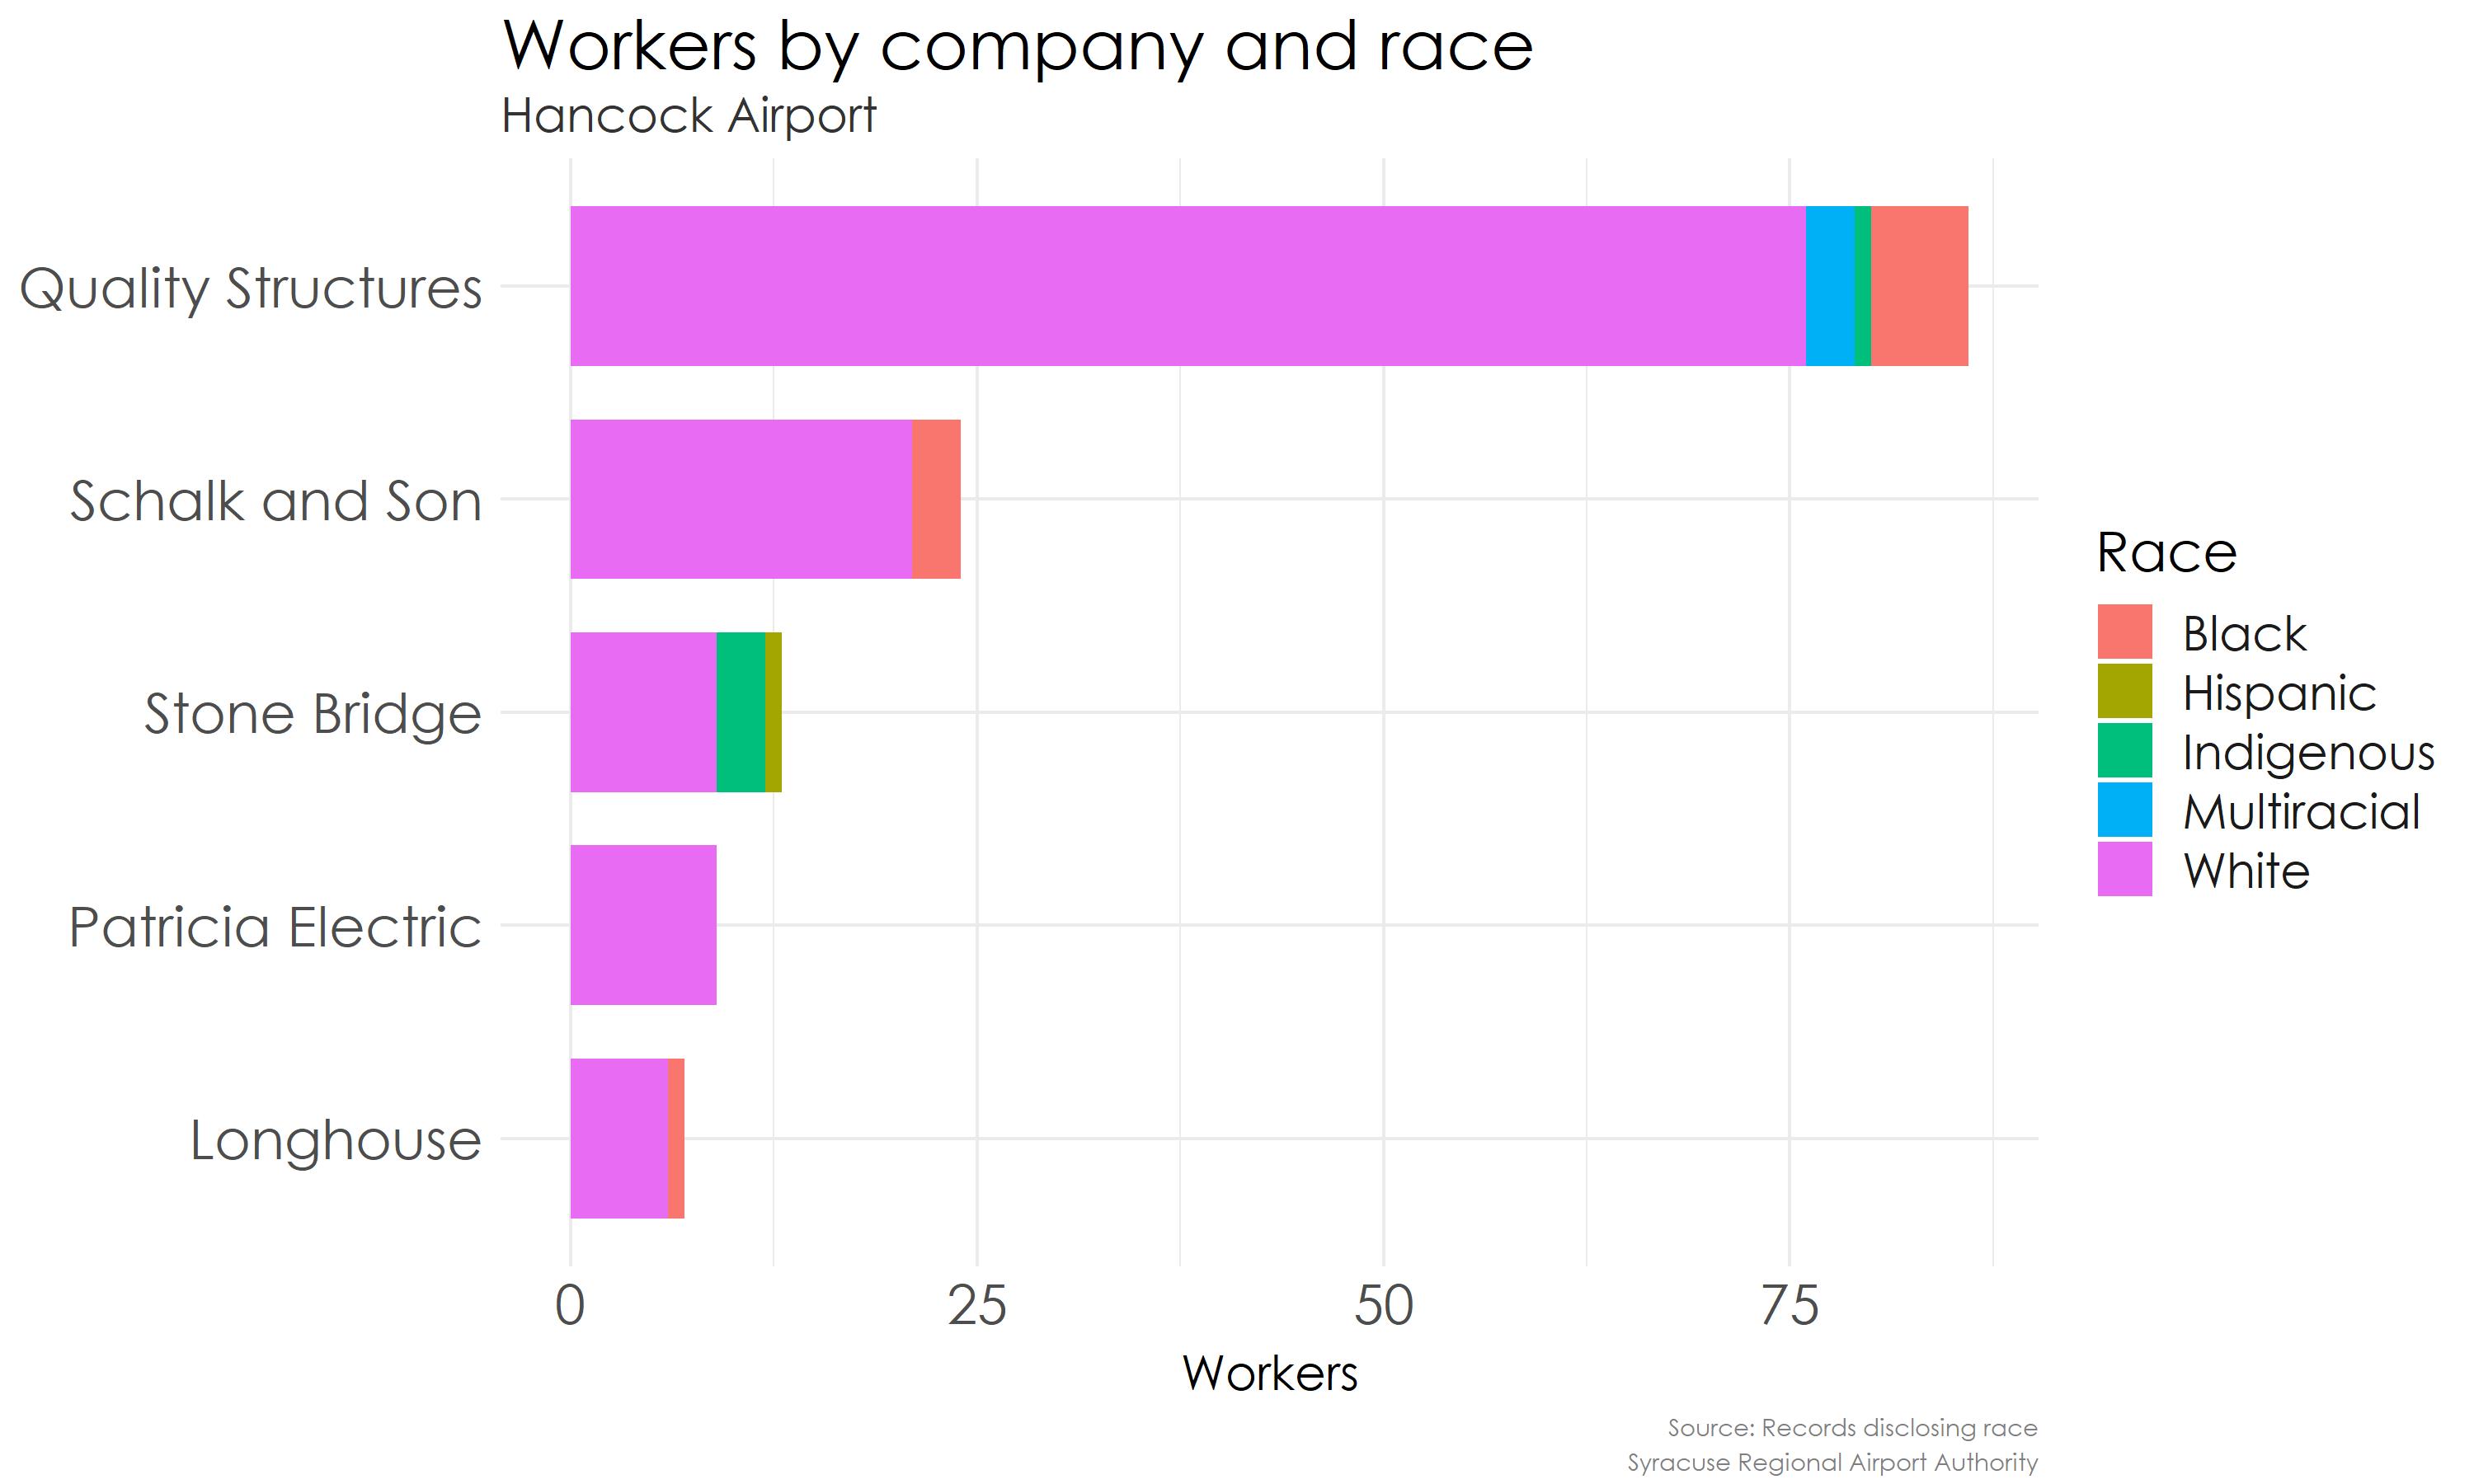 Workers by company and race
Hancock Airport
Quality Structures
Schalk and Son
Stone Bridge
Patricia Electric
Longhouse
0 25 50 75
Workers
Race
Black
Hispanic
Indigenous
Multiracial
White
Source: Records disclosing race
Syracuse Regional Airport Authority